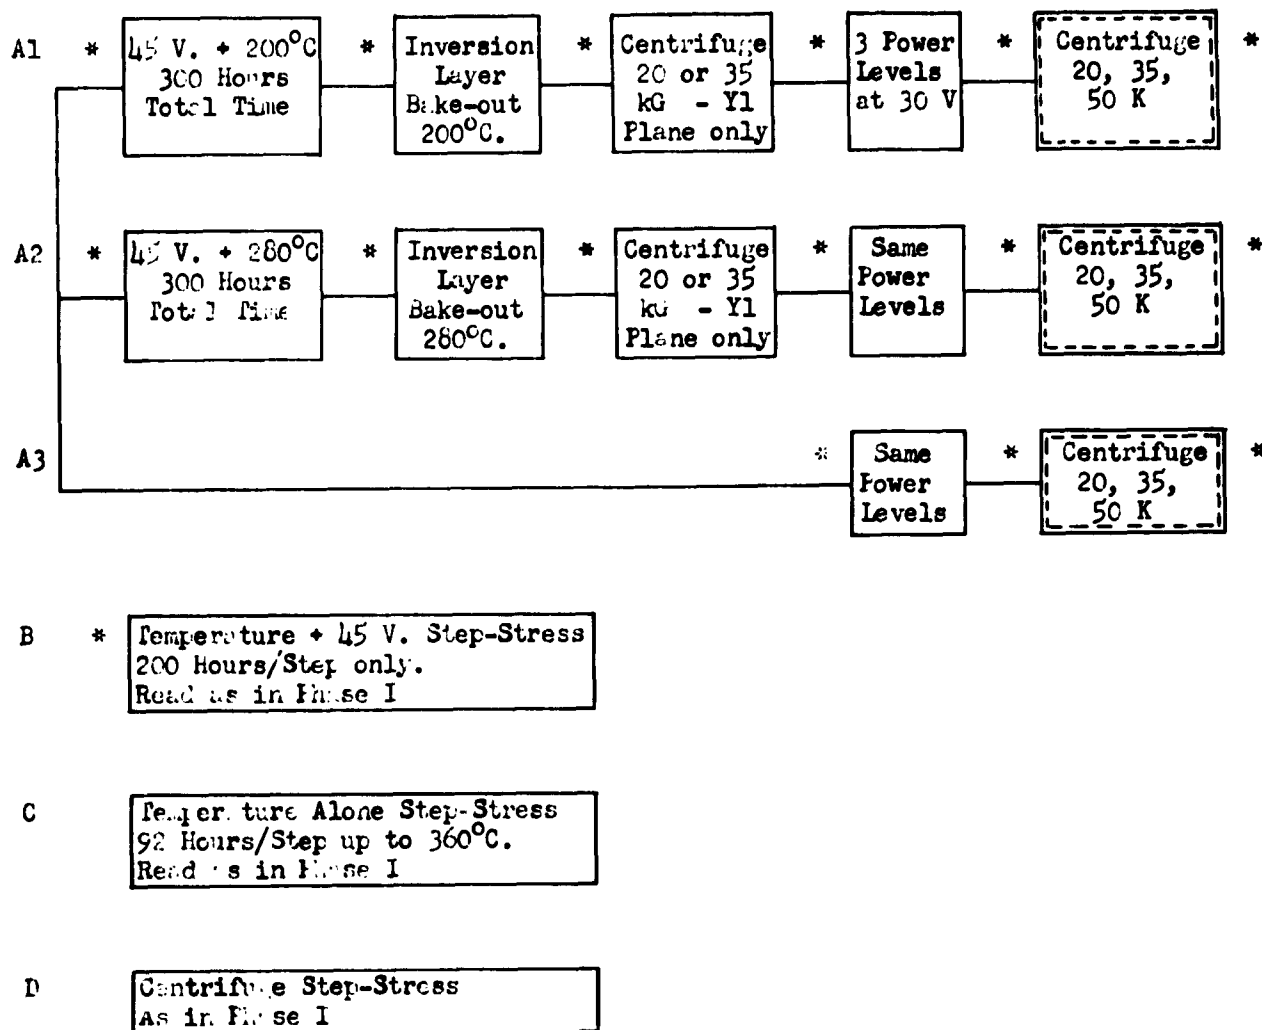 A1 * 45 V. + 200°C * Inversion * Centrifuge * 3 Power * Centrifuge *
300 Hours Layer 20 or 35 Levels 20, 35,
Total Time Bake-out kG - Y1 at 30 V 50 K
200°C. Plane only
A2 * 45 V. + 280°C * Inversion * Centrifuge * Same * Centrifuge *
300 Hours Layer 20 or 35 Power 20, 35,
Total Time Bake-out kG - Y1 Levels 50 K
280°C. Plane only
A3 * Same * Centrifuge *
Power 20, 35,
Levels 50 K
B * Temperature + 45 V. Step-Stress
200 Hours/Step only.
Read as in Phase I
C Temperature Alone Step-Stress
92 Hours/Step up to 360°C.
Read as in Phase I
D Centrifuge Step-Stress
As in Phase I